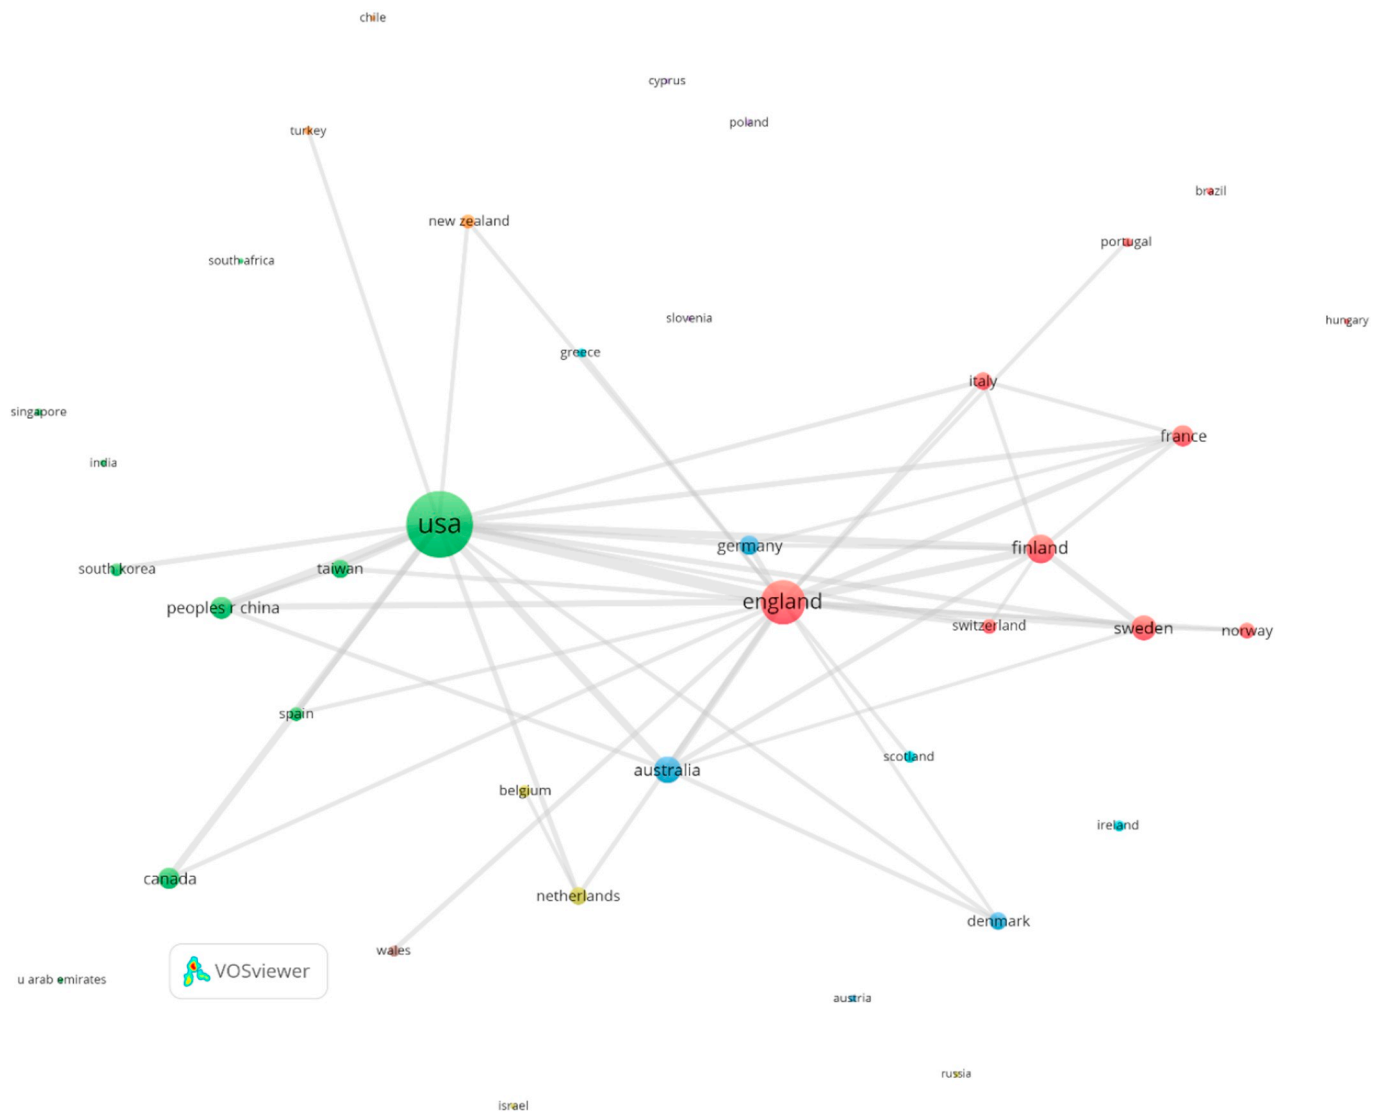 chile
cyprus
poland
turkey
brazil
new zealand
portugal
south africa
slovenia
hungary
greece
italy
singapore
france
india
usa
germany
finland
south korea
taiwan
peoples r china
england
switzerland
sweden
norway
spain
scotland
australia
belgium
ireland
canada
netherlands
denmark
wales
VOSviewer
u arab emirates
austria
russia
israel